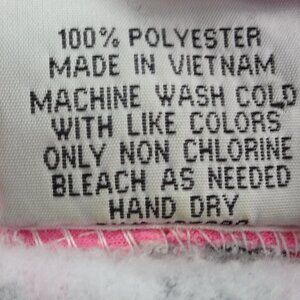 100% POLYESTER
MADE IN VIETNAM
MACHINE WASH COLD
WITH LIKE COLORS
ONLY NON CHLORINE
BLEACH AS NEEDED
HAND DRY